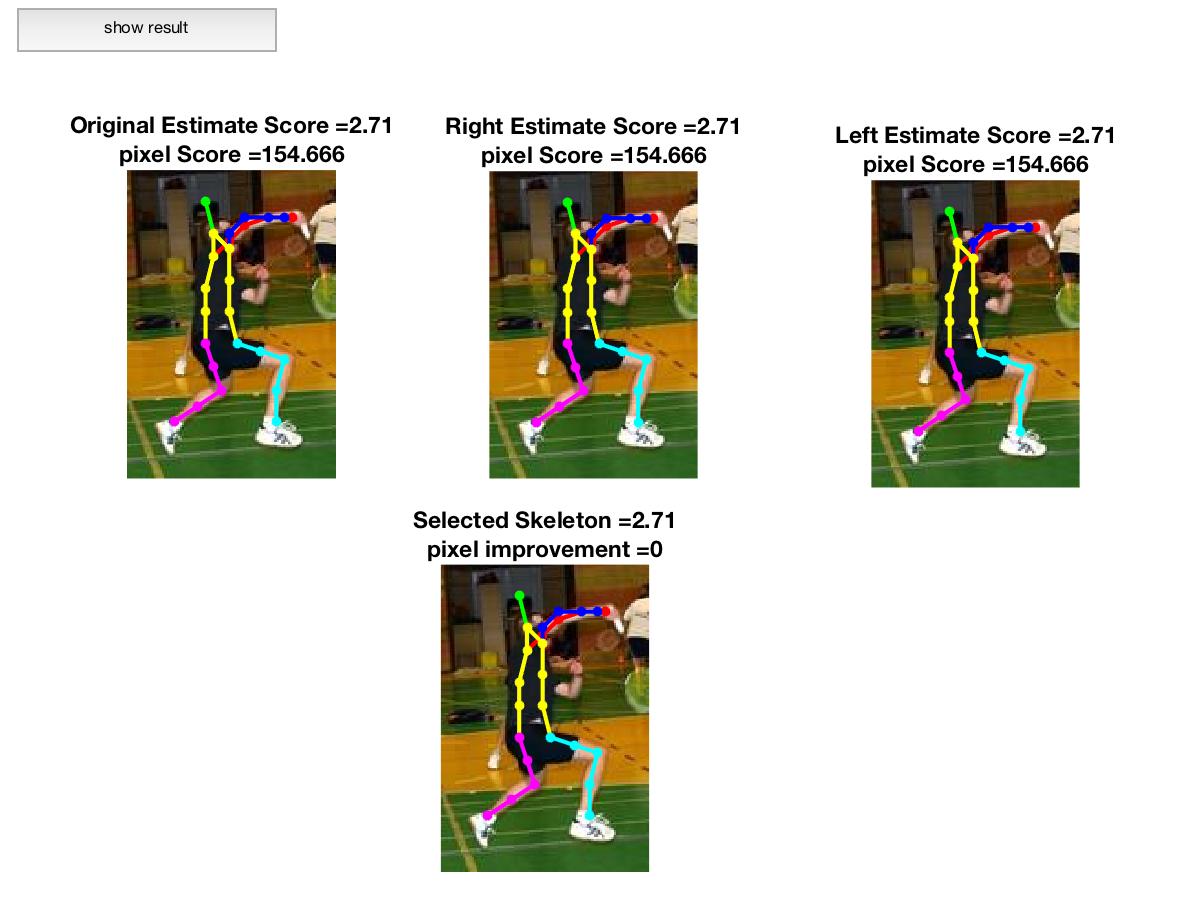 show result
Original Estimate Score =2.71
pixel Score =154.666
Right Estimate Score =2.71
pixel Score =154.666
Left Estimate Score =2.71
pixel Score =154.666
Selected Skeleton =2.71
pixel improvement =0